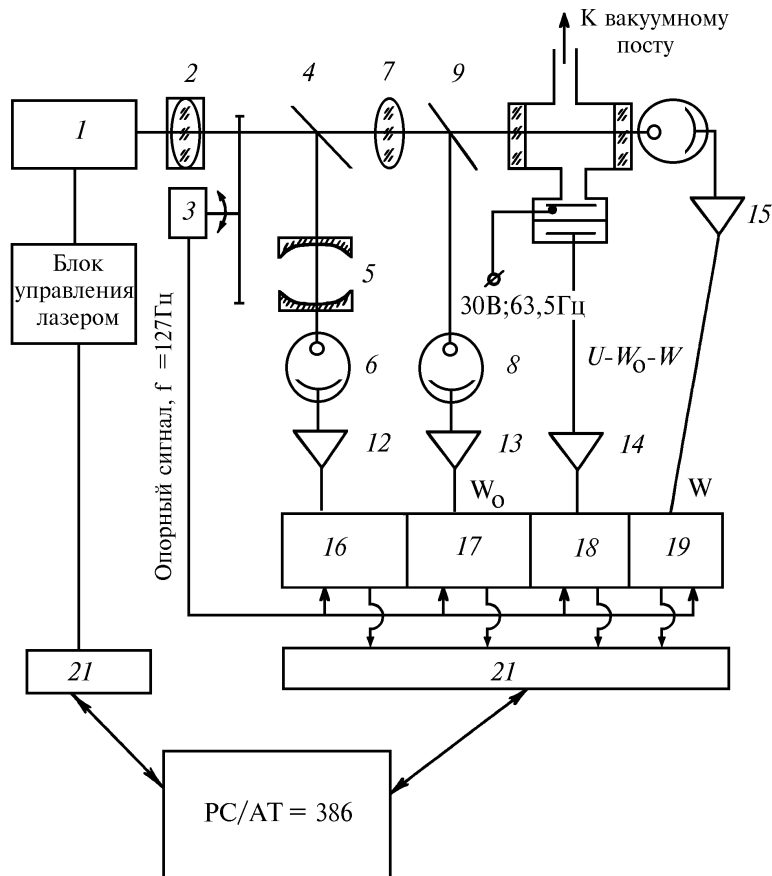 К вакуумному
посту
2
4
7
9
1
3
15
Блок
управления
лазером
5
30В;63,5Гц
6
8
U-W₀-W
Опорный сигнал, f =127Гц
12
13
14
W₀
W
16
17
18
19
21
21
PC/AT = 386